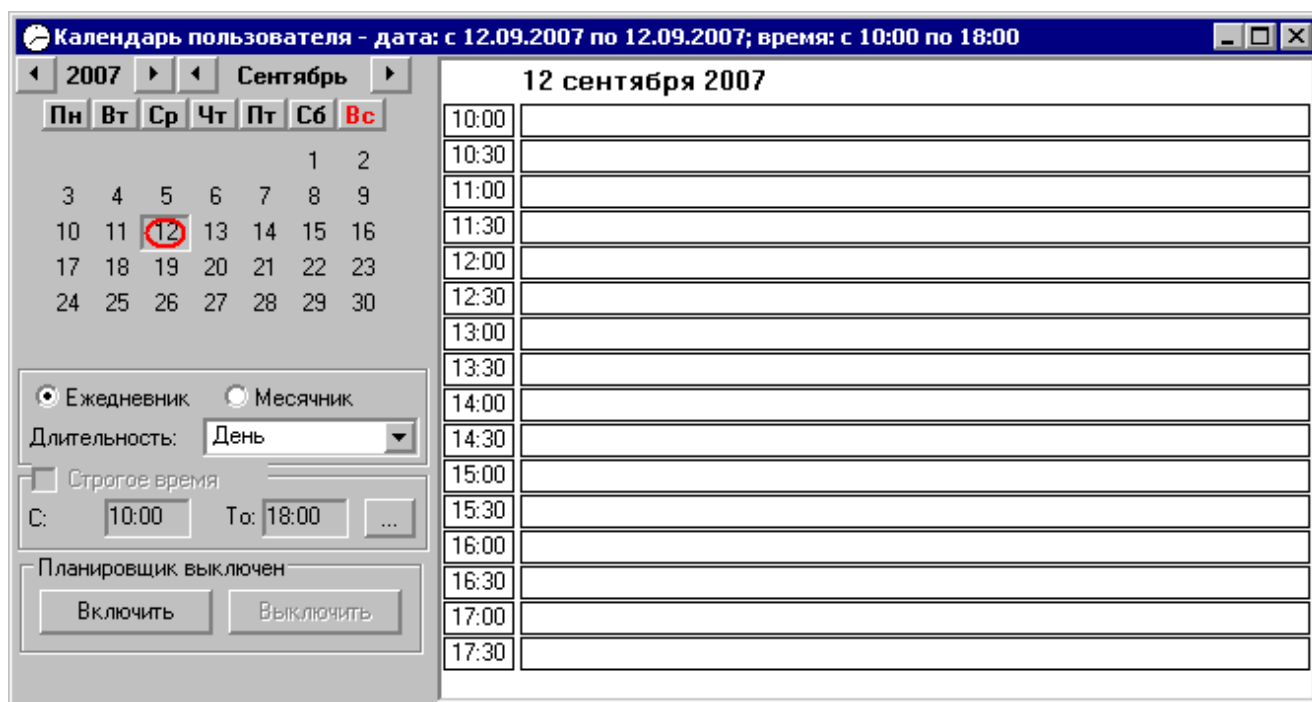 Календарь пользователя - дата: с 12.09.2007 по 12.09.2007; время: с 10:00 по 18:00
2007 Сентябрь
Пн Вт Ср Чт Пт Сб Вс
1 2
3 4 5 6 7 8 9
10 11 12 13 14 15 16
17 18 19 20 21 22 23
24 25 26 27 28 29 30
Ежедневник Месячник
Длительность: День
Строгое время
С: 10:00 То: 18:00 ...
Планировщик выключен
Включить Выключить
12 сентября 2007
10:00
10:30
11:00
11:30
12:00
12:30
13:00
13:30
14:00
14:30
15:00
15:30
16:00
16:30
17:00
17:30